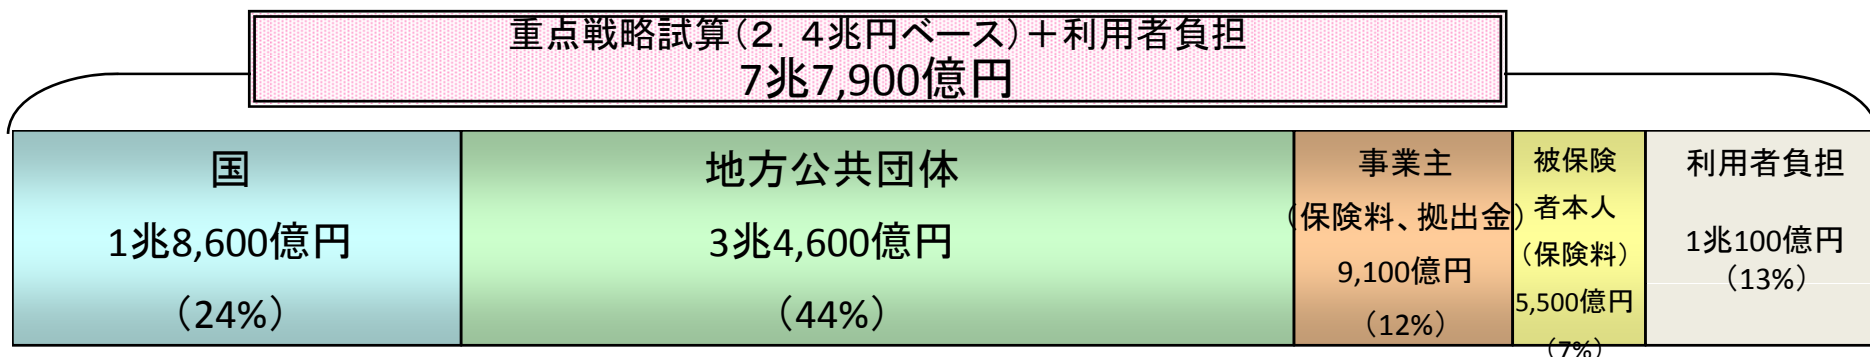 重点戦略試算(2.4兆円ベース)+利用者負担
7兆7,900億円
国
1兆8,600億円
(24%)
地方公共団体
3兆4,600億円
(44%)
事業主
(保険料、拠出金)
9,100億円
(12%)
被保険
者本人
(保険料)
5,500億円
(7%)
利用者負担
1兆100億円
(13%)